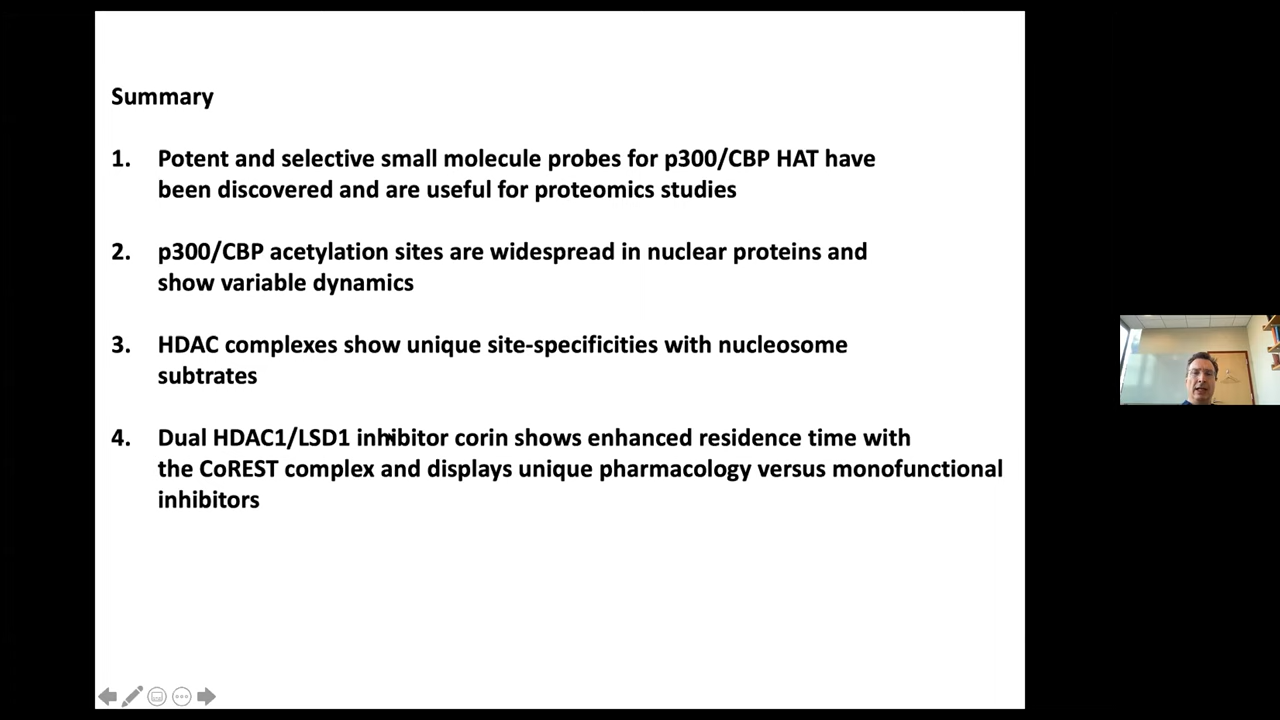 Summary
1. Potent and selective small molecule probes for p300/CBP HAT have
been discovered and are useful for proteomics studies
2. p300/CBP acetylation sites are widespread in nuclear proteins and
show variable dynamics
3. HDAC complexes show unique site-specificities with nucleosome
subtrates
4. Dual HDAC1/LSD1 inhibitor corin shows enhanced residence time with
the CoREST complex and displays unique pharmacology versus monofunctional
inhibitors